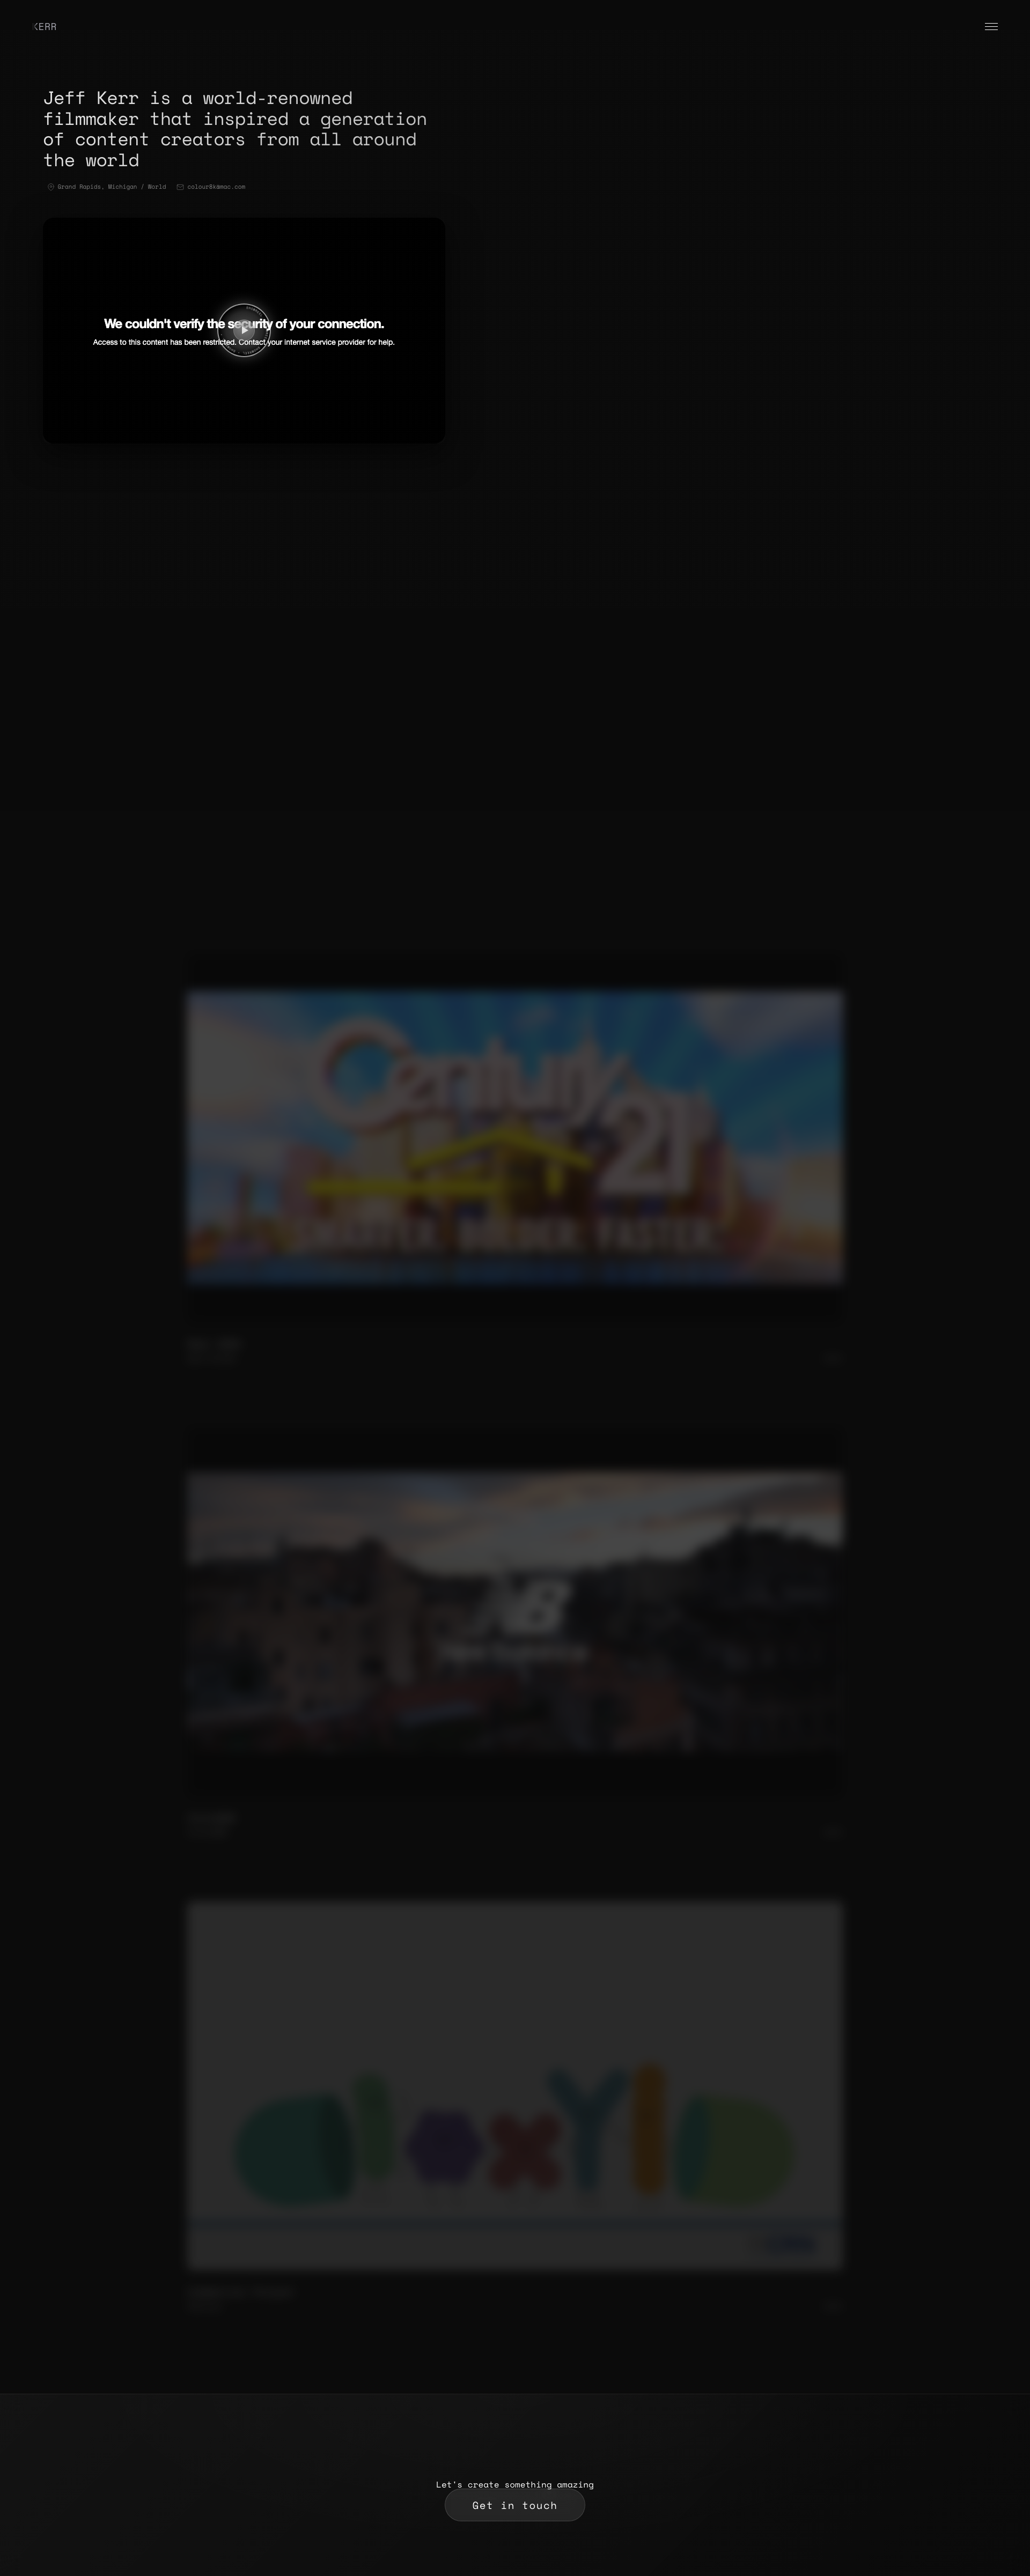 KERR
Jeff Kerr is a world-renowned
filmmaker that inspired a generation
of content creators from all around
the world
Grand Rapids, Michigan / World colour8k@mac.com
We couldn't verify the security of your connection.
Access to this content has been restricted. Contact your internet service provider for help.
Century
21
SMARTER. BOLDER. FASTER.
NB
Let's create something amazing
Get in touch